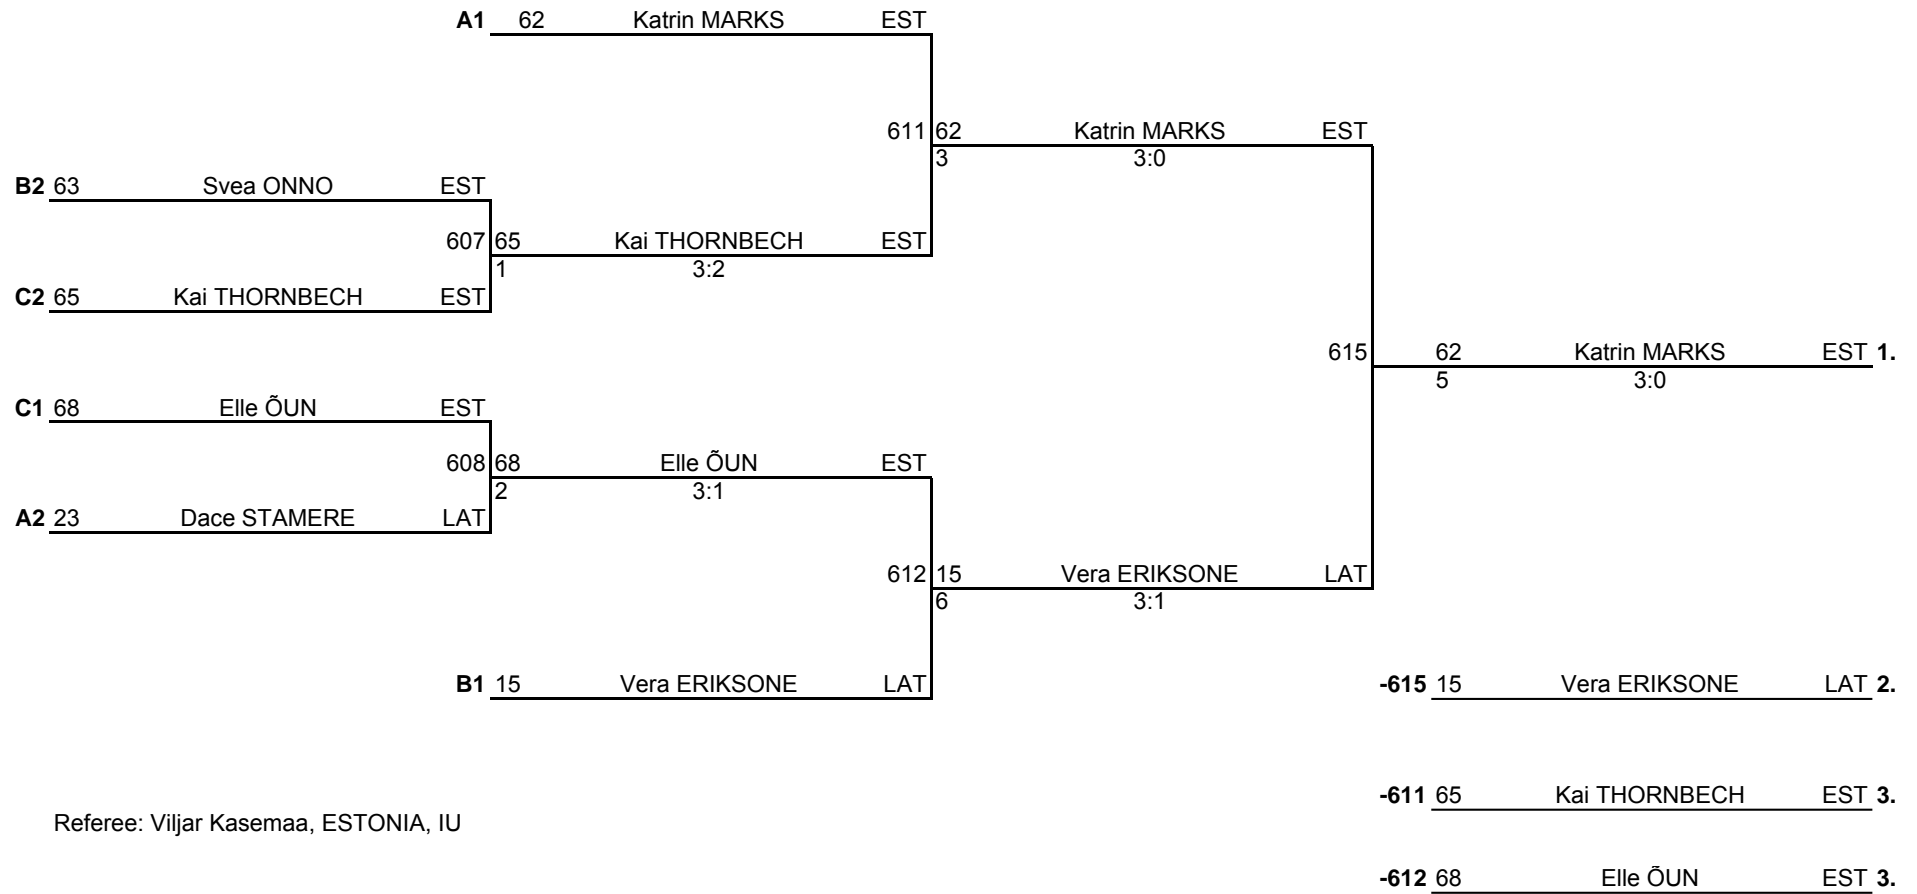 A1 62 Katrin MARKS EST
611 62 Katrin MARKS EST
3 3:0
B2 63 Svea ONNO EST
607 65 Kai THORNBECH EST
1 3:2
C2 65 Kai THORNBECH EST
615 62 Katrin MARKS EST 1.
5 3:0
C1 68 Elle ÕUN EST
608 68 Elle ÕUN EST
2 3:1
A2 23 Dace STAMERE LAT
612 15 Vera ERIKSONE LAT
6 3:1
B1 15 Vera ERIKSONE LAT
-615 15 Vera ERIKSONE LAT 2.
-611 65 Kai THORNBECH EST 3.
Referee: Viljar Kasemaa, ESTONIA, IU
-612 68 Elle ÕUN EST 3.